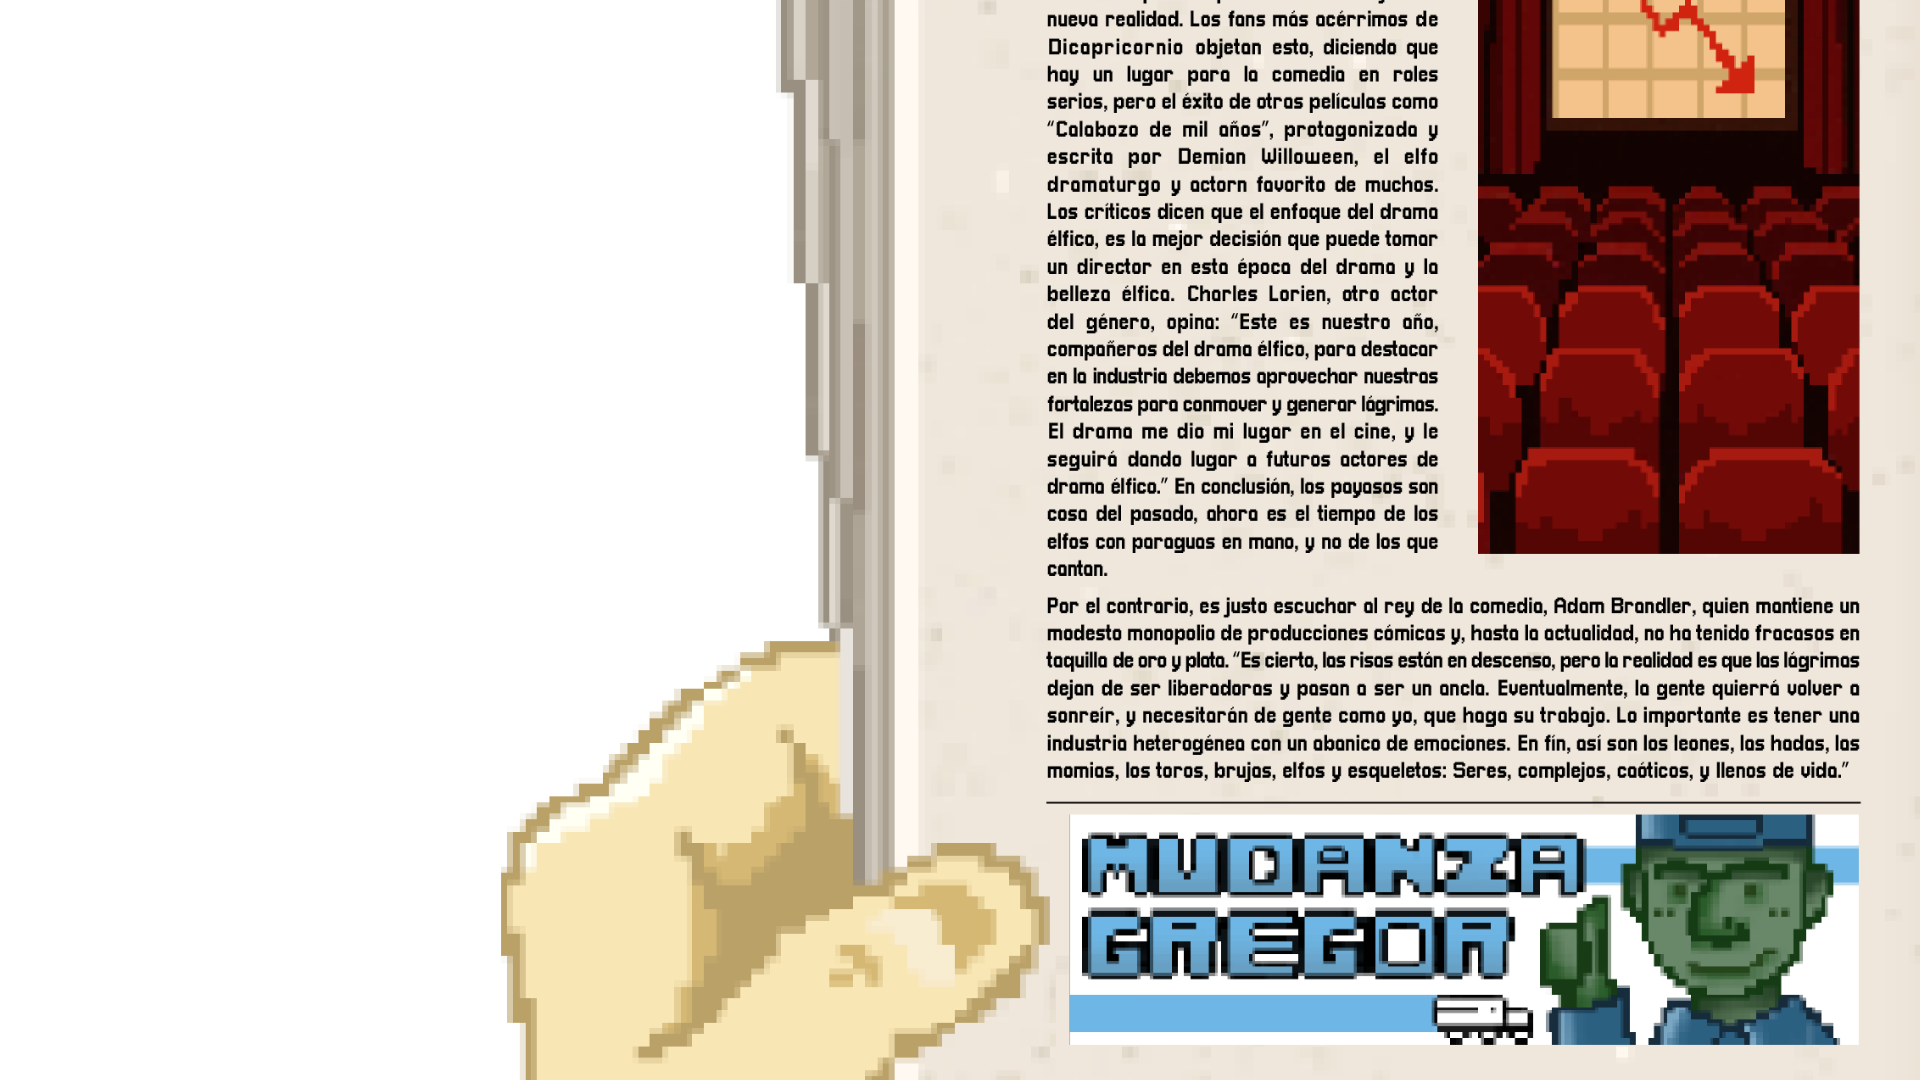 nueva realidad. Los fans más acérrimos de
Dicapricornio objetan esto, diciendo que
hay un lugar para la comedia en roles
serios, pero el éxito de otras películas como
“Calabozo de mil años”, protagonizada y
escrita por Demian Willoween, el elfo
dramaturgo y actorn favorito de muchos.
Los críticos dicen que el enfoque del drama
élfico, es la mejor decisión que puede tomar
un director en esta época del drama y la
belleza élfica. Charles Lorien, otro actor
del género, opina: “Este es nuestro año,
compañeros del drama élfico, para destacar
en la industria debemos aprovechar nuestras
fortalezas para conmover y generar lágrimas.
El drama me dio mi lugar en el cine, y le
seguirá dando lugar a futuros actores de
drama élfico.” En conclusión, los payasos son
cosa del pasado, ahora es el tiempo de los
elfos con paraguas en mano, y no de los que
cantan.
Por el contrario, es justo escuchar al rey de la comedia, Adam Brandler, quien mantiene un
modesto monopolio de producciones cómicas y, hasta la actualidad, no ha tenido fracasos en
taquilla de oro y plata. “Es cierto, las risas están en descenso, pero la realidad es que las lágrimas
dejan de ser liberadoras y pasan a ser un ancla. Eventualmente, la gente quierrá volver a
sonreír, y necesitarán de gente como yo, que haga su trabajo. Lo importante es tener una
industria heterogénea con un abanico de emociones. En fín, así son los leones, las hadas, las
momias, los toros, brujas, elfos y esqueletos: Seres, complejos, caóticos, y llenos de vida.”
MUDANZA
GREGOR